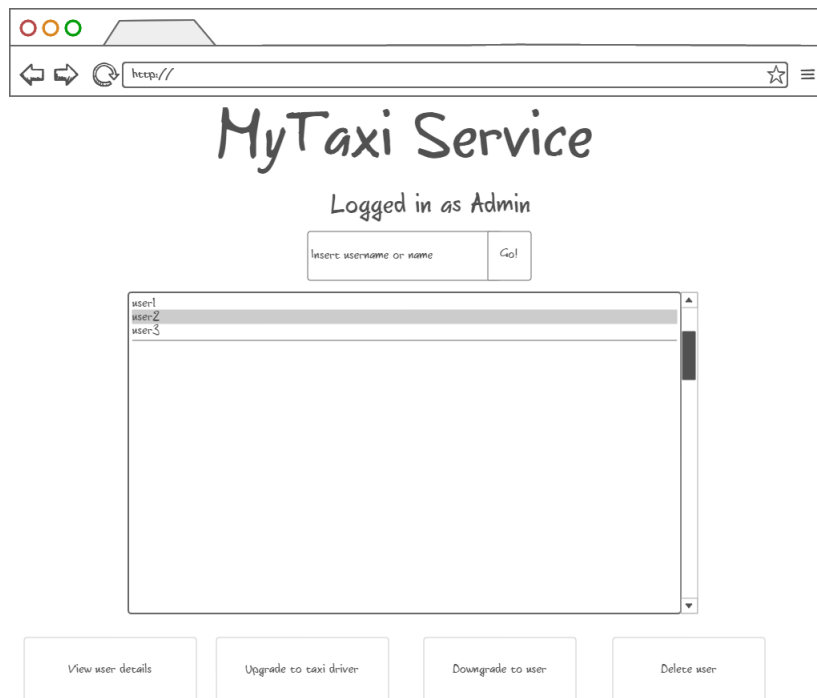 http://
MyTaxi Service
Logged in as Admin
Insert username or name
Go!
user1
user2
user3
View user details
Upgrade to taxi driver
Downgrade to user
Delete user